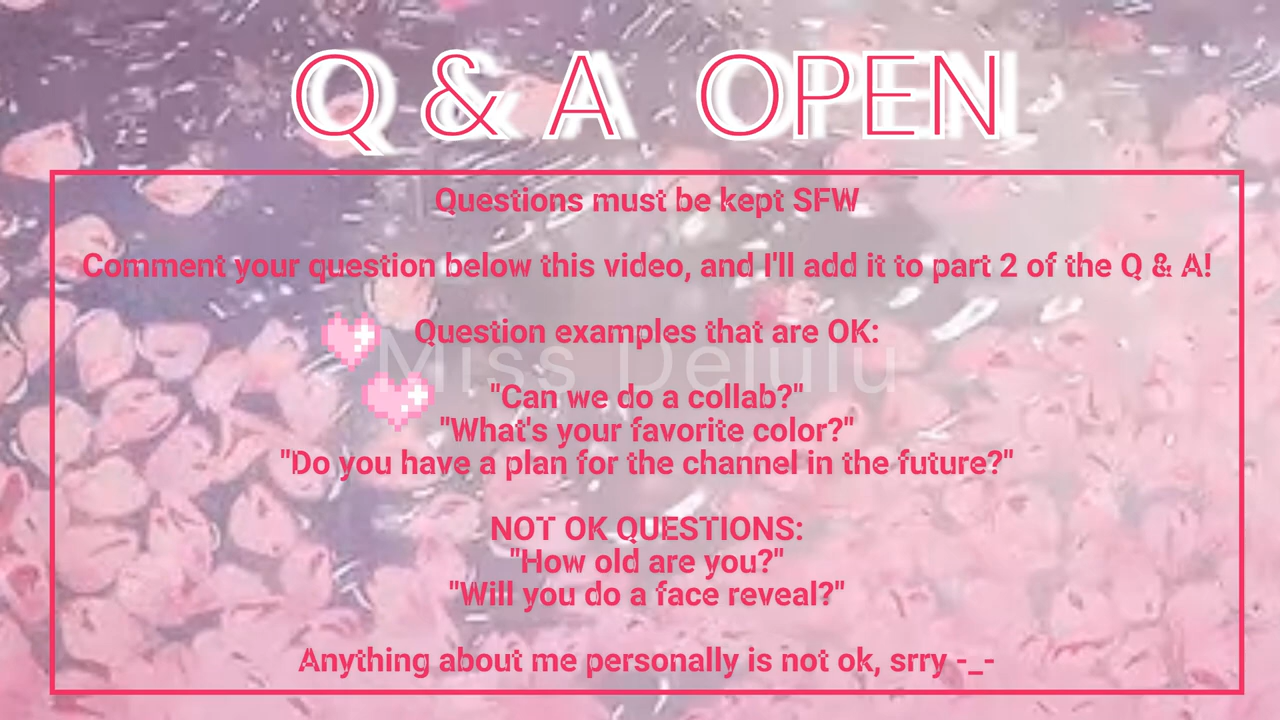 Q & A OPEN
Questions must be kept SFW
Comment your question below this video, and I'll add it to part 2 of the Q & A!
Question examples that are OK:
Miss Delulu
"Can we do a collab?"
"What's your favorite color?"
"Do you have a plan for the channel in the future?"
NOT OK QUESTIONS:
"How old are you?"
"Will you do a face reveal?"
Anything about me personally is not ok, srry -_-